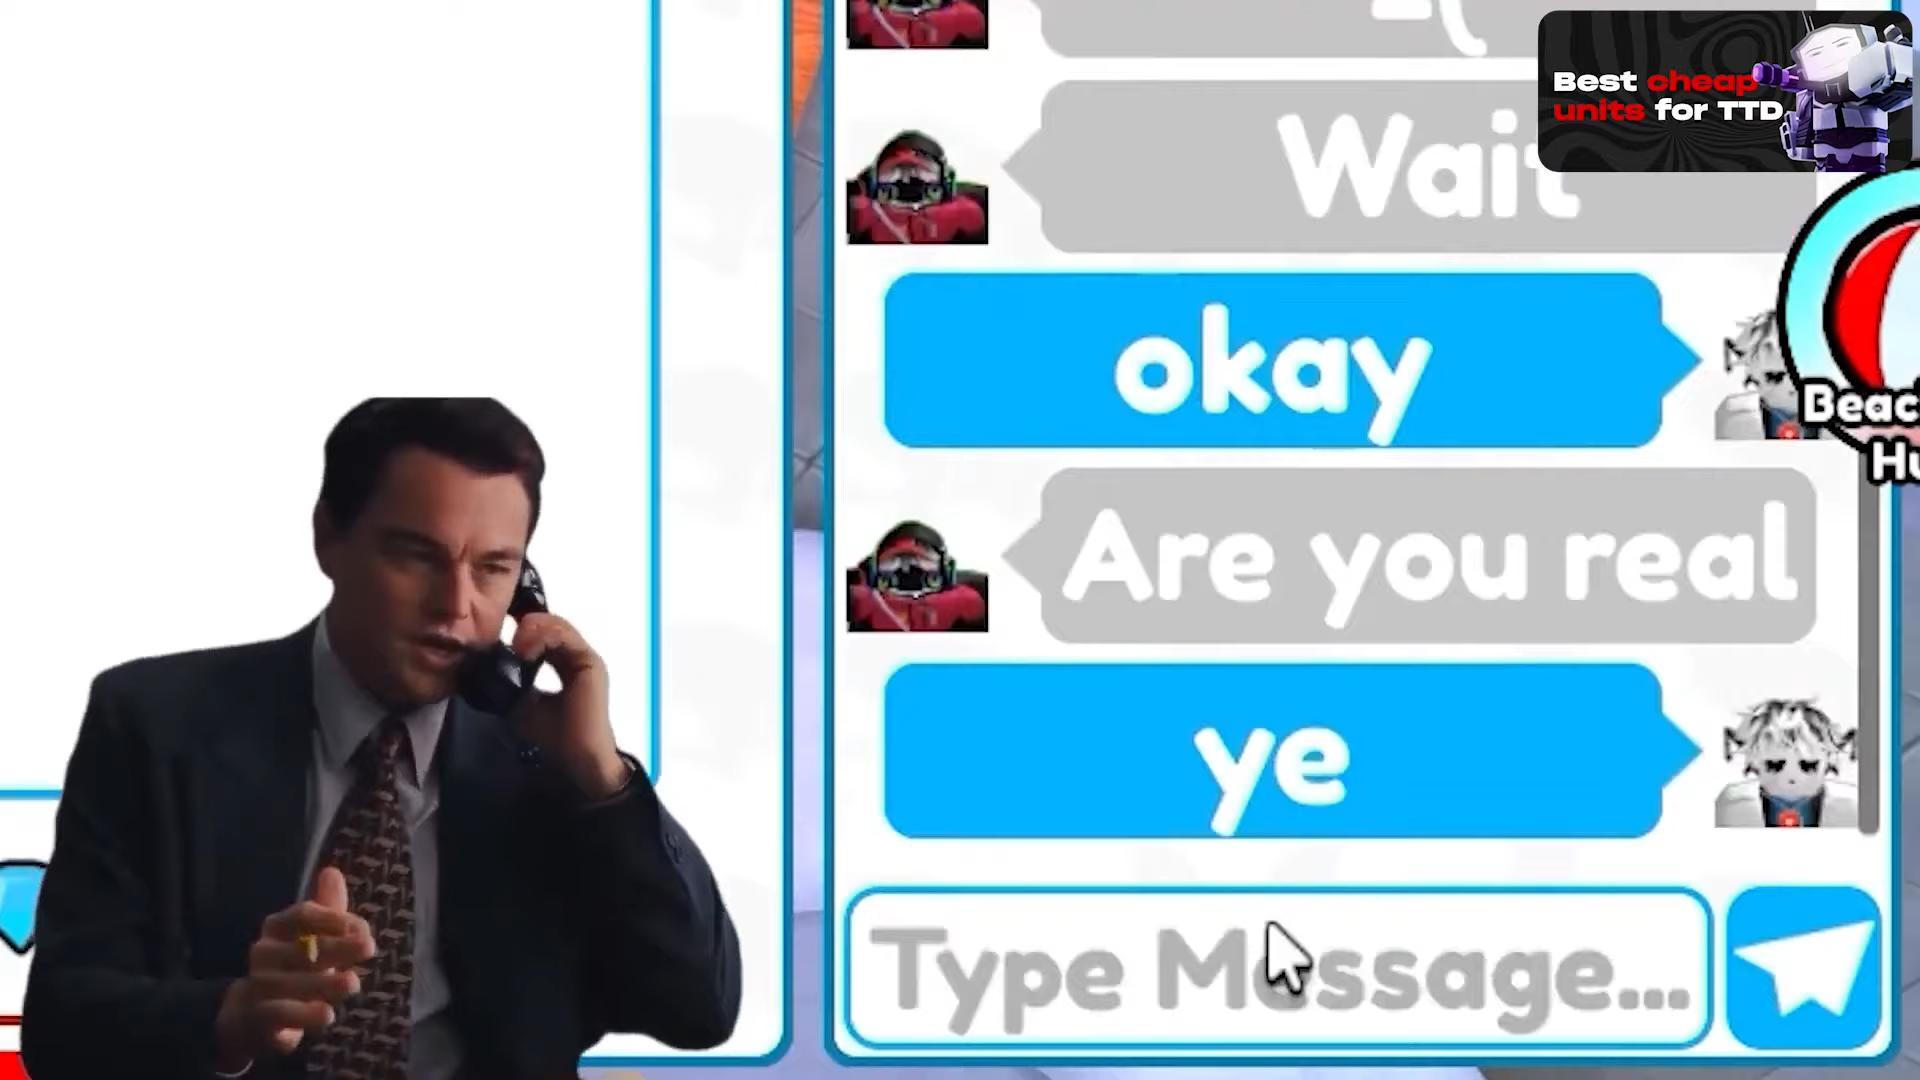 Best cheap
units for TTD
Wait
okay
Are you real
ye
Type Message...